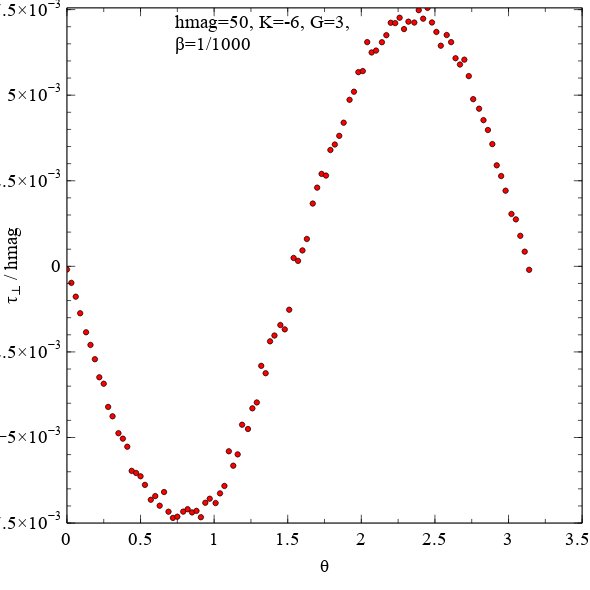 .5×10⁻³
hmag=50, K=-6, G=3,
β=1/1000
5×10⁻³
.5×10⁻³
0
τ⊥ / hmag
.5×10⁻³
−5×10⁻³
.5×10⁻³
0 0.5 1 1.5 2 2.5 3 3.5
θ